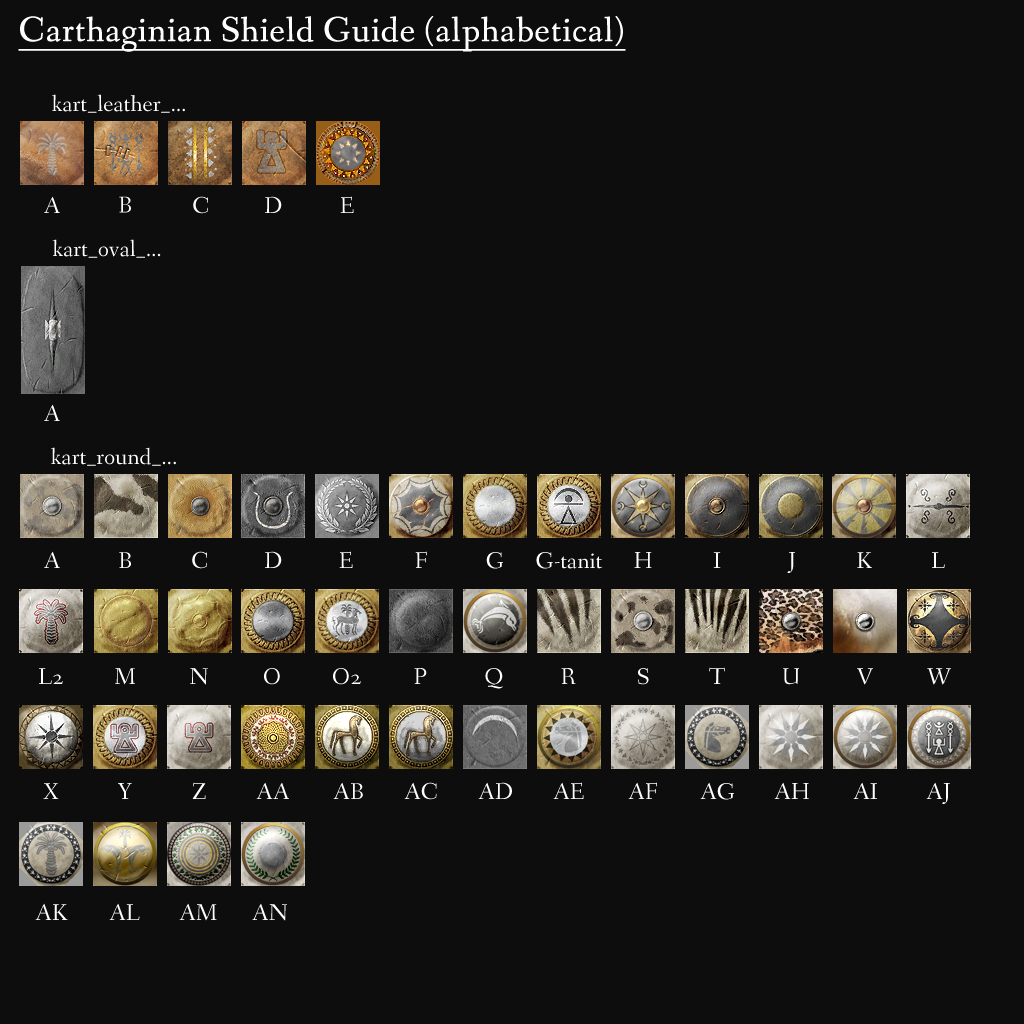 Carthaginian Shield Guide (alphabetical)
kart_leather_...
A B C D E
kart_oval_...
A
kart_round_...
A B C D E F G G-tanit H I J K L
L2 M N O O2 P Q R S T U V W
X Y Z AA AB AC AD AE AF AG AH AI AJ
AK AL AM AN